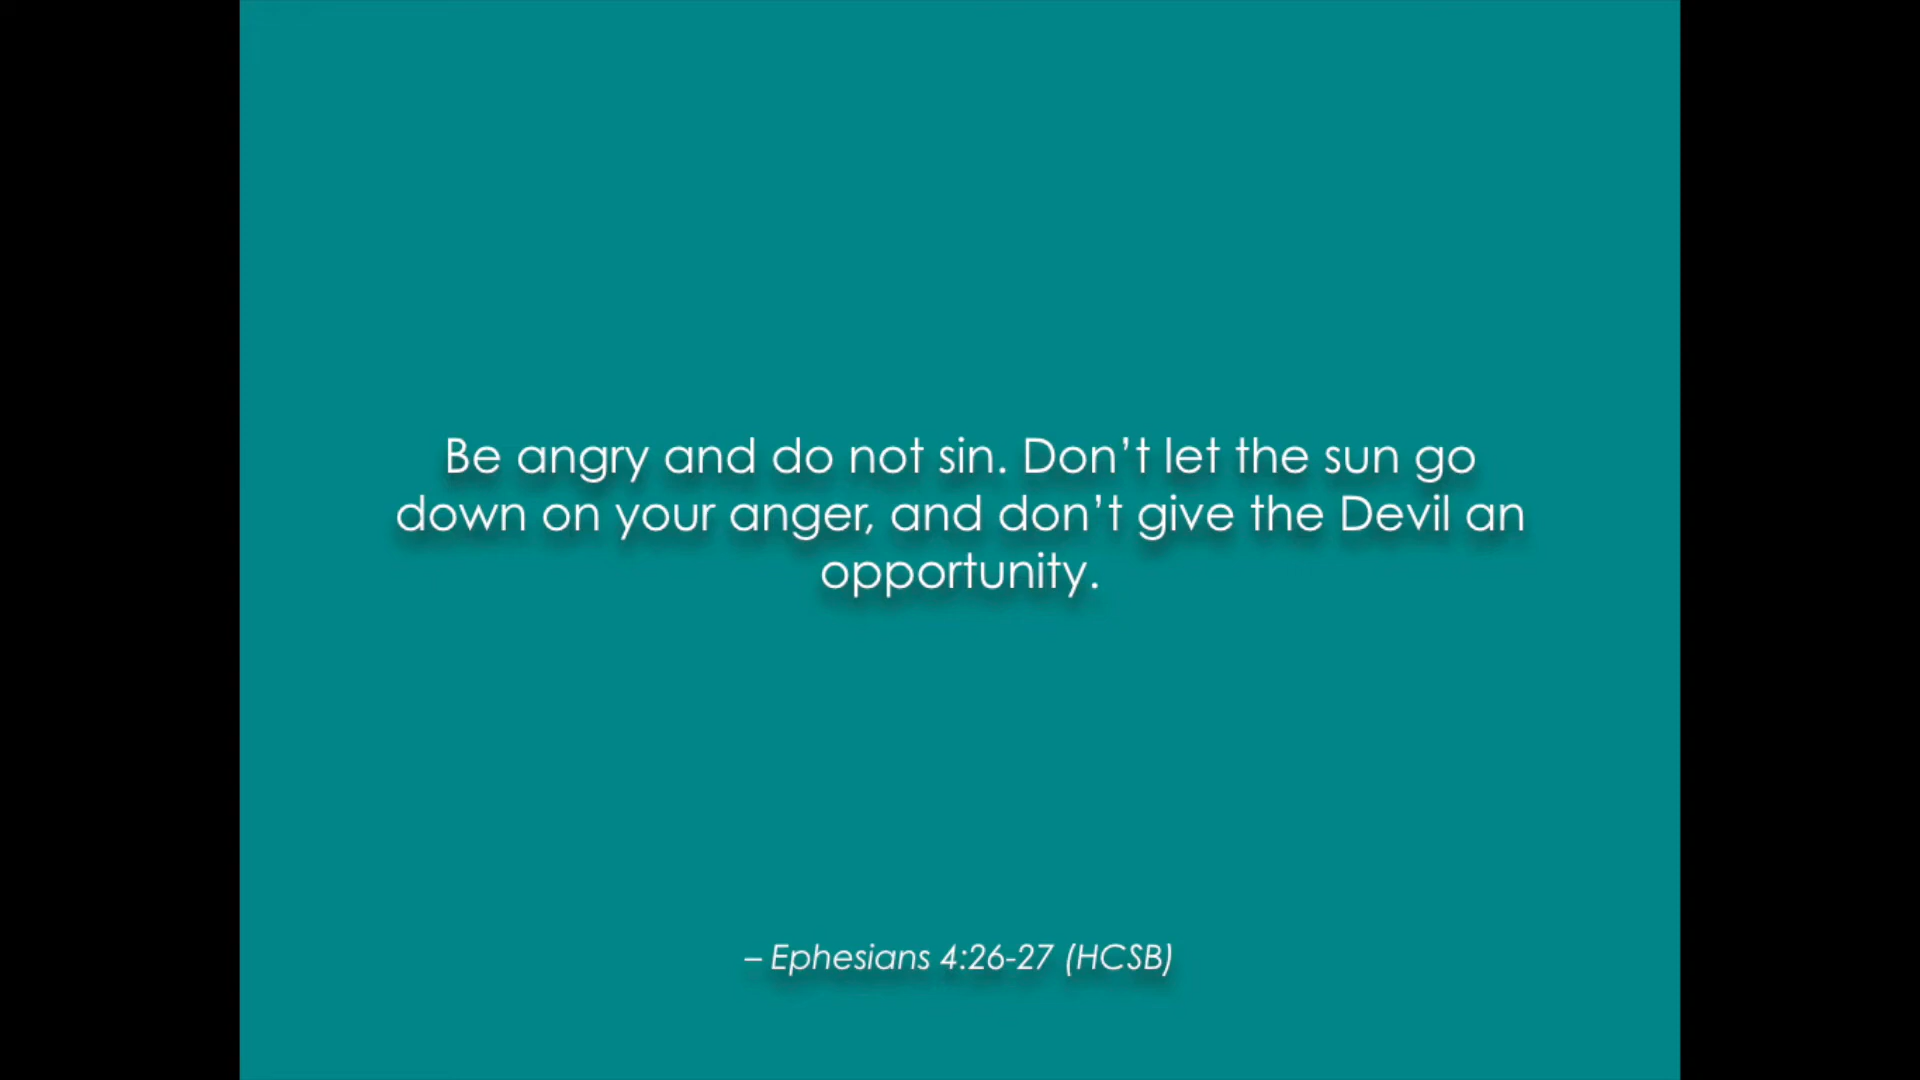 Be angry and do not sin. Don’t let the sun go
down on your anger, and don’t give the Devil an
opportunity.
– Ephesians 4:26-27 (HCSB)